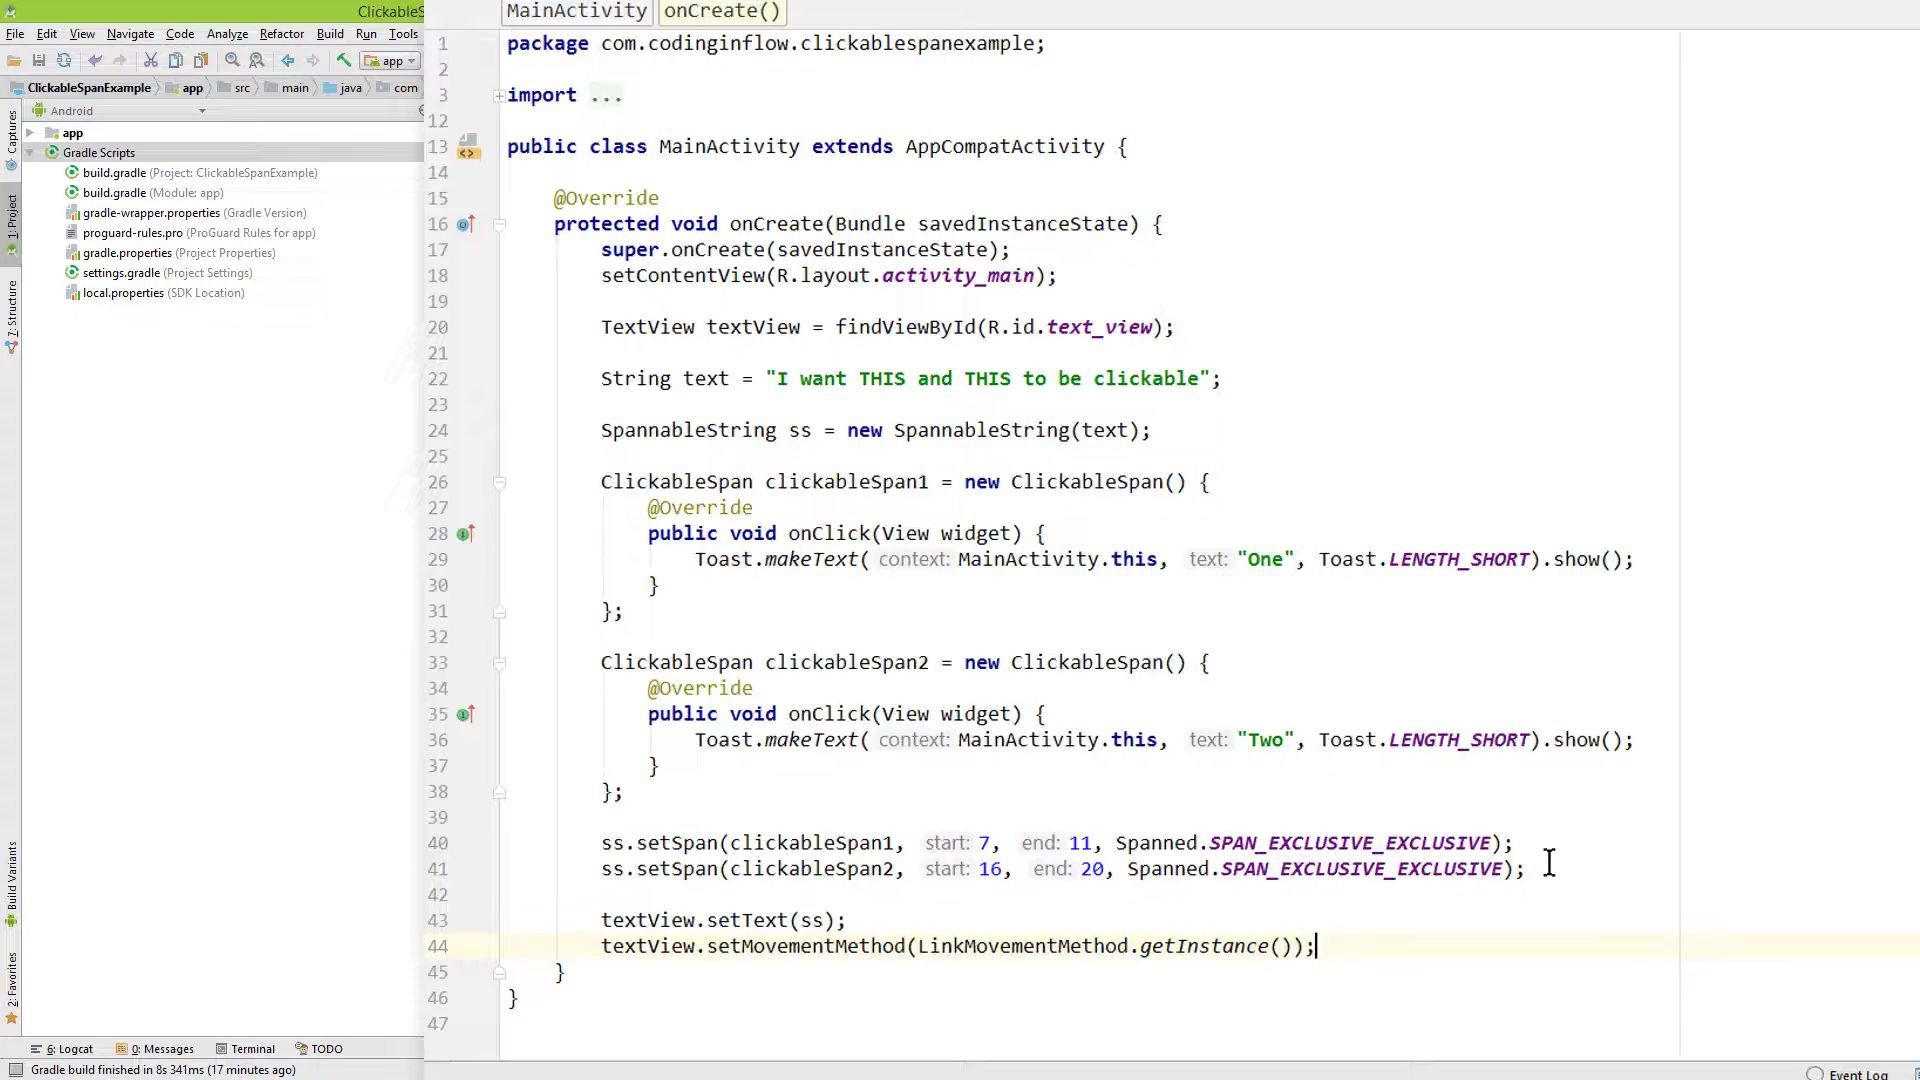 ClickableS
File Edit View Navigate Code Analyze Refactor Build Run Tools
app
ClickableSpanExample app src main java com
Android
app
Gradle Scripts
build.gradle (Project: ClickableSpanExample)
build.gradle (Module: app)
gradle-wrapper.properties (Gradle Version)
proguard-rules.pro (ProGuard Rules for app)
gradle.properties (Project Properties)
settings.gradle (Project Settings)
local.properties (SDK Location)
Captures
1: Project
7: Structure
Build Variants
2: Favorites
MainActivity onCreate()
1 package com.codinginflow.clickablespanexample;
2
3 import ...
12
13 public class MainActivity extends AppCompatActivity {
14
15 @Override
16 protected void onCreate(Bundle savedInstanceState) {
17 super.onCreate(savedInstanceState);
18 setContentView(R.layout.activity_main);
19
20 TextView textView = findViewById(R.id.text_view);
21
22 String text = "I want THIS and THIS to be clickable";
23
24 SpannableString ss = new SpannableString(text);
25
26 ClickableSpan clickableSpan1 = new ClickableSpan() {
27 @Override
28 public void onClick(View widget) {
29 Toast.makeText( context: MainActivity.this, text: "One", Toast.LENGTH_SHORT).show();
30 }
31 };
32
33 ClickableSpan clickableSpan2 = new ClickableSpan() {
34 @Override
35 public void onClick(View widget) {
36 Toast.makeText( context: MainActivity.this, text: "Two", Toast.LENGTH_SHORT).show();
37 }
38 };
39
40 ss.setSpan(clickableSpan1, start: 7, end: 11, Spanned.SPAN_EXCLUSIVE_EXCLUSIVE);
41 ss.setSpan(clickableSpan2, start: 16, end: 20, Spanned.SPAN_EXCLUSIVE_EXCLUSIVE);
42
43 textView.setText(ss);
44 textView.setMovementMethod(LinkMovementMethod.getInstance());
45 }
46 }
47
6: Logcat 0: Messages Terminal TODO
Gradle build finished in 8s 341ms (17 minutes ago)
Event Log